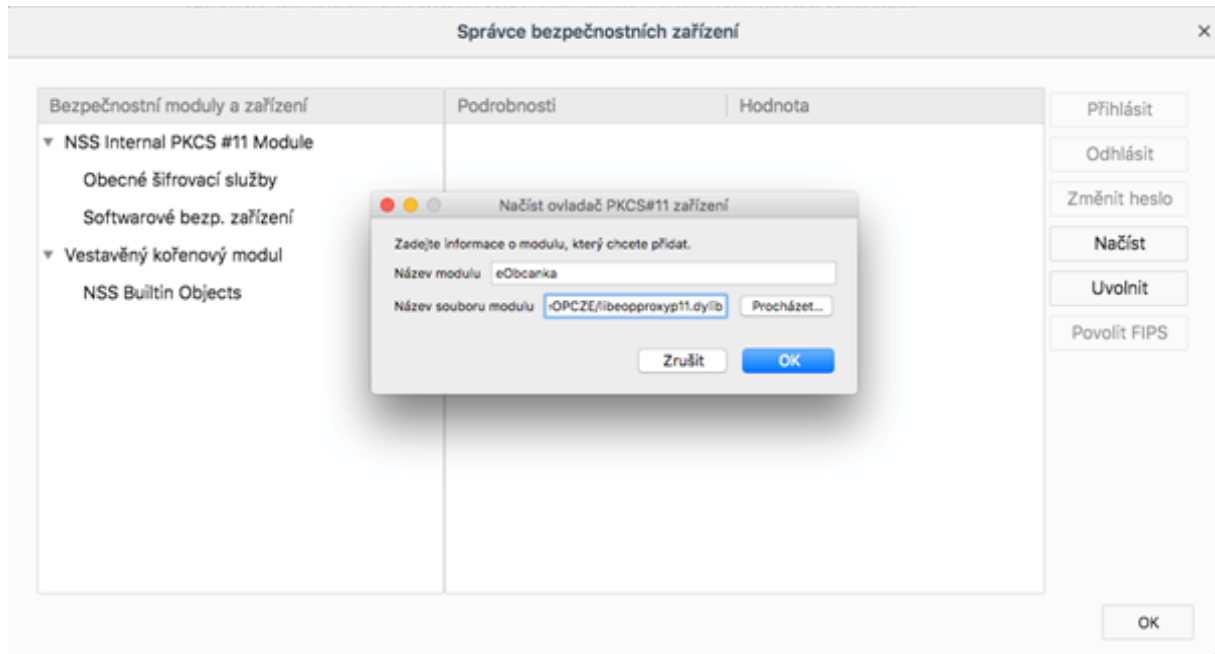 Správce bezpečnostních zařízení
Bezpečnostní moduly a zařízení
Podrobnosti
Hodnota
NSS Internal PKCS #11 Module
Obecné šifrovací služby
Softwarové bezp. zařízení
Vestavěný kořenový modul
NSS Builtin Objects
Přihlásit
Odhlásit
Změnit heslo
Načíst
Uvolnit
Povolit FIPS
Načíst ovladač PKCS#11 zařízení
Zadejte informace o modulu, který chcete přidat.
Název modulu eObcanka
Název souboru modulu OPCZE/libeopproxyp11.dylib Procházet...
Zrušit OK
OK